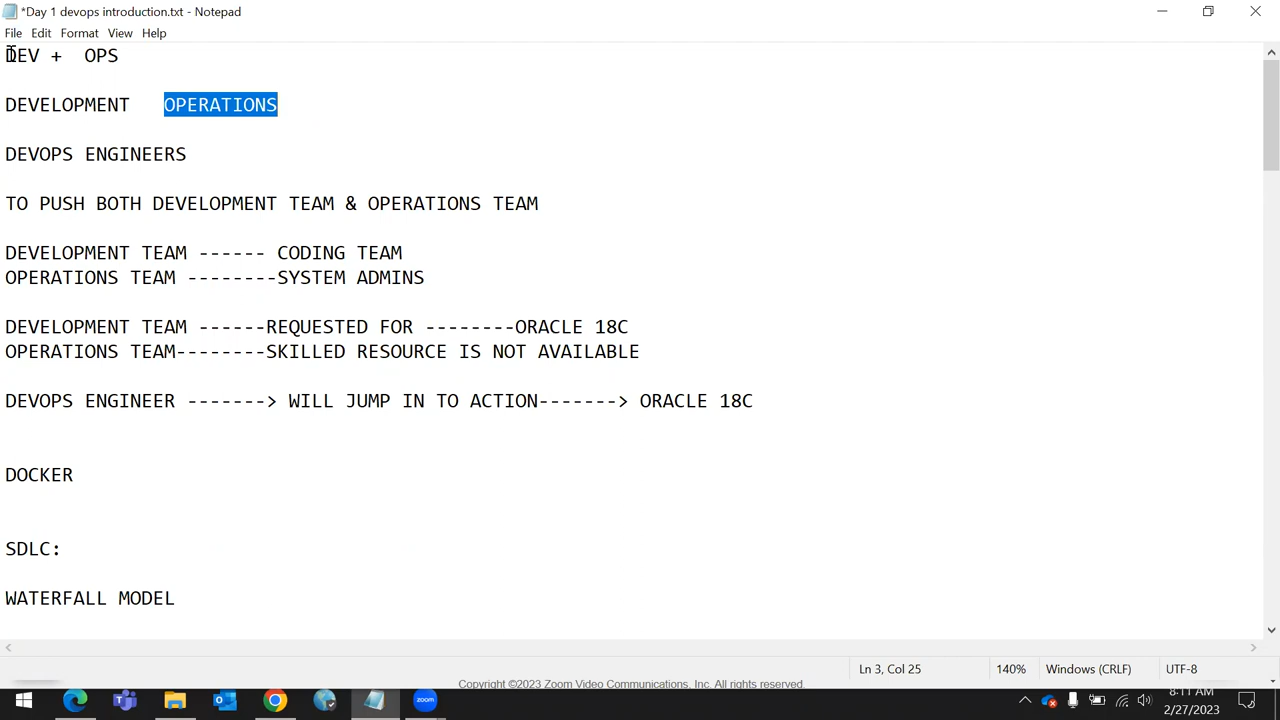 *Day 1 devops introduction.txt - Notepad
File Edit Format View Help
DEV + OPS
DEVELOPMENT OPERATIONS
DEVOPS ENGINEERS
TO PUSH BOTH DEVELOPMENT TEAM & OPERATIONS TEAM
DEVELOPMENT TEAM ------ CODING TEAM
OPERATIONS TEAM --------SYSTEM ADMINS
DEVELOPMENT TEAM ------REQUESTED FOR --------ORACLE 18C
OPERATIONS TEAM--------SKILLED RESOURCE IS NOT AVAILABLE
DEVOPS ENGINEER -------> WILL JUMP IN TO ACTION-------> ORACLE 18C
DOCKER
SDLC:
WATERFALL MODEL
Ln 3, Col 25 140% Windows (CRLF) UTF-8
Copyright ©2023 Zoom Video Communications, Inc. All rights reserved.
zoom
8:11 AM
2/27/2023